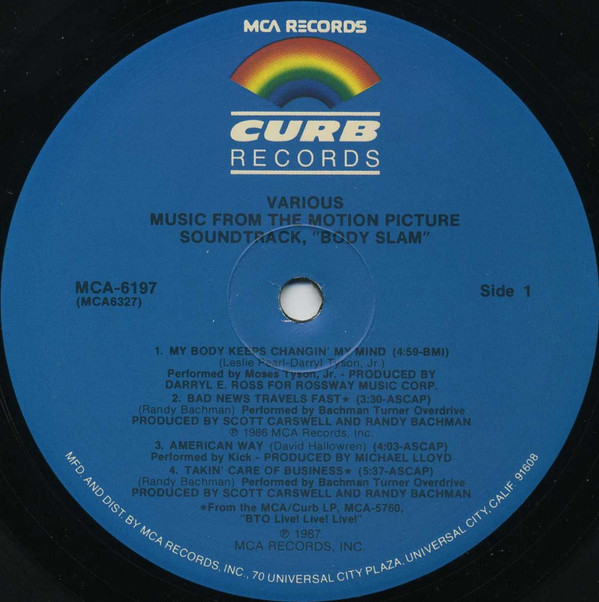 MCA RECORDS
CURB
RECORDS
VARIOUS
MUSIC FROM THE MOTION PICTURE
SOUNDTRACK, "BODY SLAM"
MCA-6197
(MCA6327)
Side 1
1. MY BODY KEEPS CHANGIN' MY MIND (4:59-BMI)
(Leslie Pearl-Darryl Tyson, Jr.)
Performed by Moses Tyson, Jr. - PRODUCED BY
DARRYL E. ROSS FOR ROSSWAY MUSIC CORP.
2. BAD NEWS TRAVELS FAST★ (3:30-ASCAP)
(Randy Bachman) Performed by Bachman Turner Overdrive
PRODUCED BY SCOTT CARSWELL AND RANDY BACHMAN
℗ 1986 MCA Records, Inc.
3. AMERICAN WAY (David Hallowren) (4:03-ASCAP)
Performed by Kick - PRODUCED BY MICHAEL LLOYD
4. TAKIN' CARE OF BUSINESS★ (5:37-ASCAP)
(Randy Bachman) Performed by Bachman Turner Overdrive
PRODUCED BY SCOTT CARSWELL AND RANDY BACHMAN
★From the MCA/Curb LP, MCA-5760,
"BTO Live! Live! Live!"
℗ 1987
MCA RECORDS, INC.
MFD. AND DIST. BY MCA RECORDS, INC., 70 UNIVERSAL CITY PLAZA, UNIVERSAL CITY, CALIF. 91608